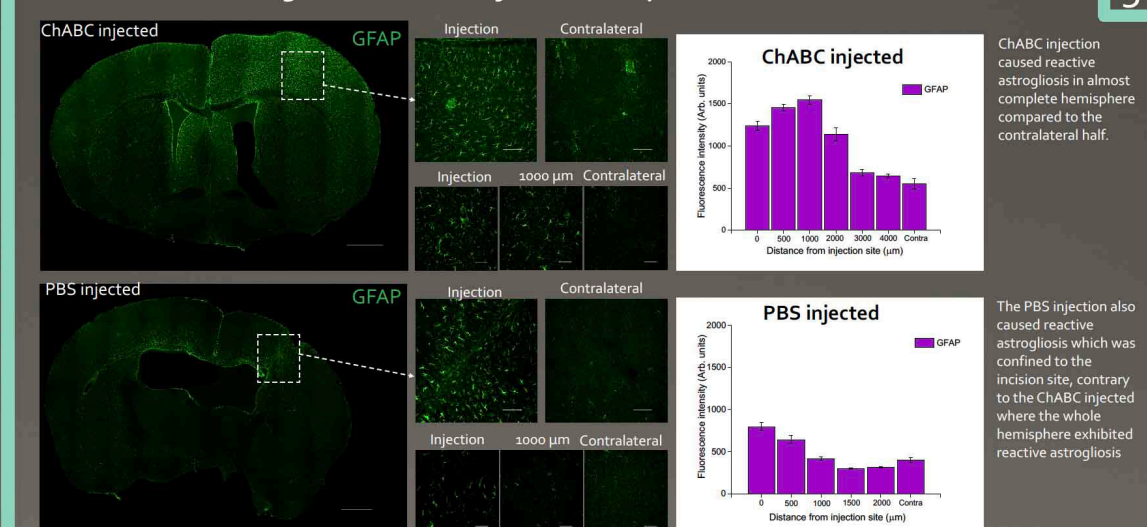 ChABC injected
GFAP
Injection
Contralateral
Injection
1000 µm
Contralateral
ChABC injected
GFAP
Fluorescence intensity (Arb. units)
2000
1500
1000
500
0
0 500 1000 2000 3000 4000 Contra
Distance from injection site (µm)
ChABC injection
caused reactive
astrogliosis in almost
complete hemisphere
compared to the
contralateral half.
PBS injected
GFAP
Injection
Contralateral
Injection
1000 µm
Contralateral
PBS injected
GFAP
Fluorescence intensity (Arb. units)
2000
1500
1000
500
0
0 500 1000 1500 2000 Contra
Distance from injection site (µm)
The PBS injection also
caused reactive
astrogliosis which was
confined to the
incision site, contrary
to the ChABC injected
where the whole
hemisphere exhibited
reactive astrogliosis